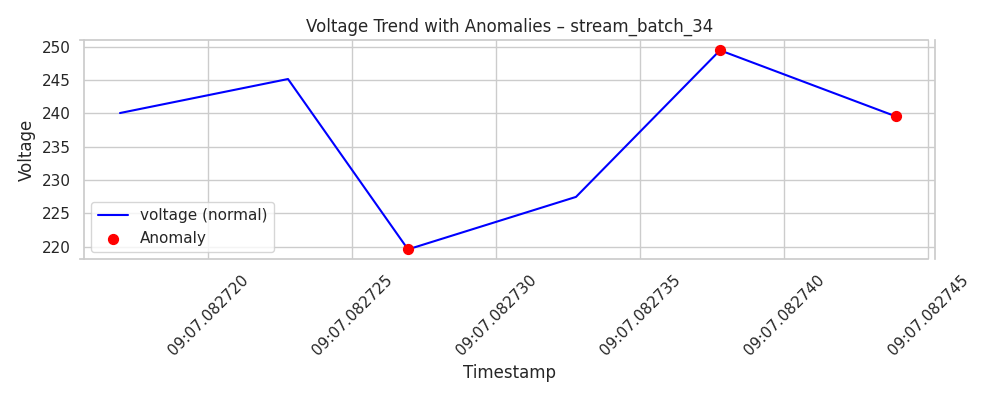 Voltage Trend with Anomalies – stream_batch_34
Voltage
250
245
240
235
230
225
220
voltage (normal)
Anomaly
09:07.082720
09:07.082725
09:07.082730
09:07.082735
09:07.082740
09:07.082745
Timestamp